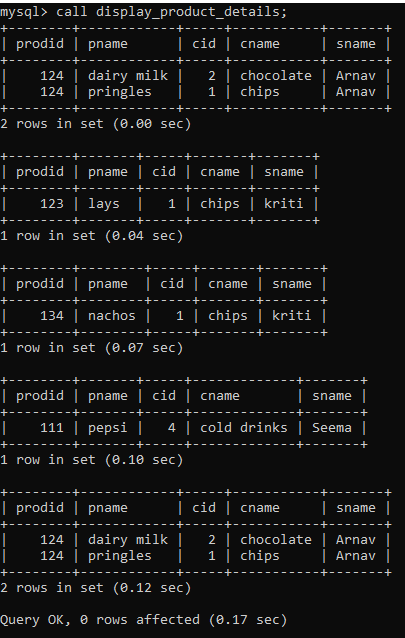 mysql> call display_product_details;
+--------+------------+-----+-----------+-------+
| prodid | pname      | cid | cname     | sname |
+--------+------------+-----+-----------+-------+
|    124 | dairy milk |   2 | chocolate | Arnav |
|    124 | pringles   |   1 | chips     | Arnav |
+--------+------------+-----+-----------+-------+
2 rows in set (0.00 sec)

+--------+-------+-----+-------+-------+
| prodid | pname | cid | cname | sname |
+--------+-------+-----+-------+-------+
|    123 | lays  |   1 | chips | kriti |
+--------+-------+-----+-------+-------+
1 row in set (0.04 sec)

+--------+--------+-----+-------+-------+
| prodid | pname  | cid | cname | sname |
+--------+--------+-----+-------+-------+
|    134 | nachos |   1 | chips | kriti |
+--------+--------+-----+-------+-------+
1 row in set (0.07 sec)

+--------+-------+-----+-------------+-------+
| prodid | pname | cid | cname       | sname |
+--------+-------+-----+-------------+-------+
|    111 | pepsi |   4 | cold drinks | Seema |
+--------+-------+-----+-------------+-------+
1 row in set (0.10 sec)

+--------+------------+-----+-----------+-------+
| prodid | pname      | cid | cname     | sname |
+--------+------------+-----+-----------+-------+
|    124 | dairy milk |   2 | chocolate | Arnav |
|    124 | pringles   |   1 | chips     | Arnav |
+--------+------------+-----+-----------+-------+
2 rows in set (0.12 sec)

Query OK, 0 rows affected (0.17 sec)